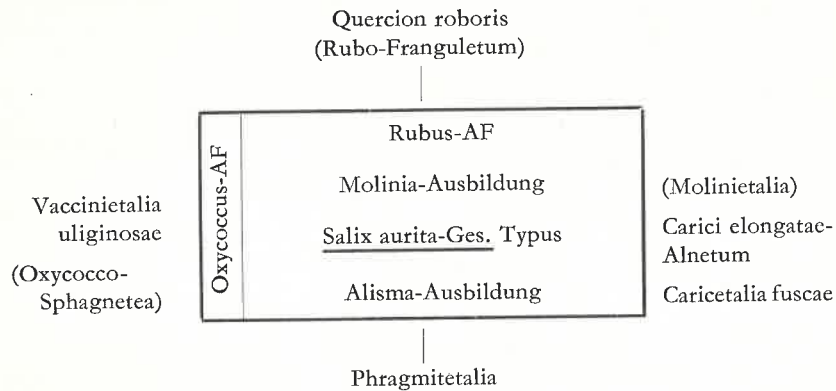 Quercion roboris
(Rubo-Franguletum)
Vaccinietalia
uliginosae
(Oxycocco-
Sphagnetea)
Oxycoccus-AF
Rubus-AF
Molinia-Ausbildung
Salix aurita-Ges. Typus
Alisma-Ausbildung
(Molinietalia)
Carici elongatae-
Alnetum
Caricetalia fuscae
Phragmitetalia